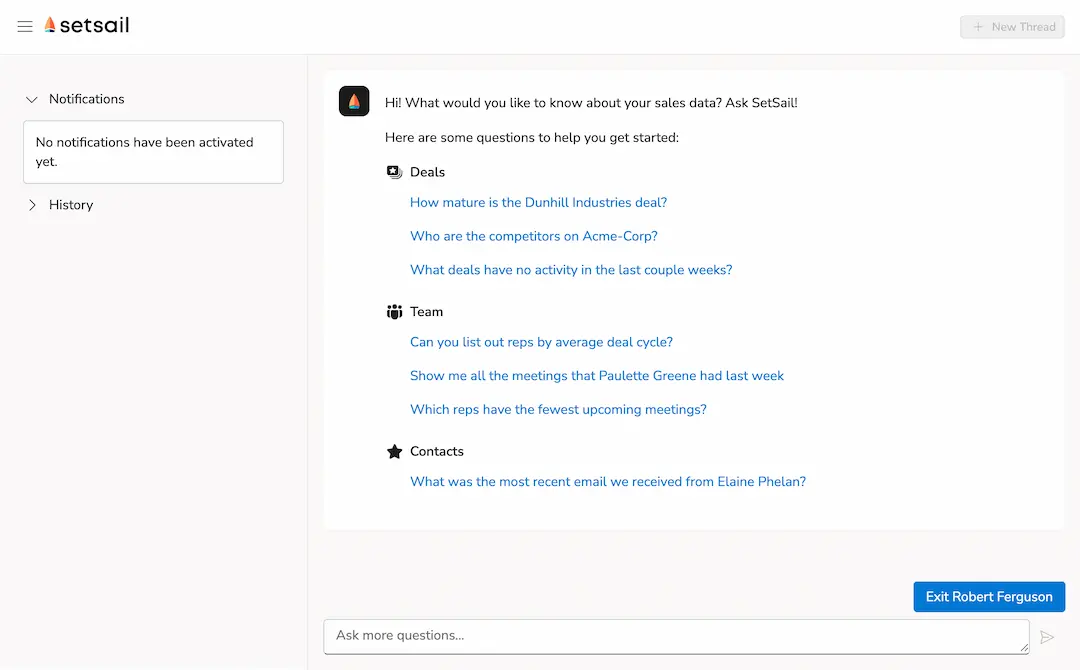 setsail
New Thread
Notifications
No notifications have been activated
yet.
History
Hi! What would you like to know about your sales data? Ask SetSail!
Here are some questions to help you get started:
Deals
How mature is the Dunhill Industries deal?
Who are the competitors on Acme-Corp?
What deals have no activity in the last couple weeks?
Team
Can you list out reps by average deal cycle?
Show me all the meetings that Paulette Greene had last week
Which reps have the fewest upcoming meetings?
Contacts
What was the most recent email we received from Elaine Phelan?
Exit Robert Ferguson
Ask more questions...